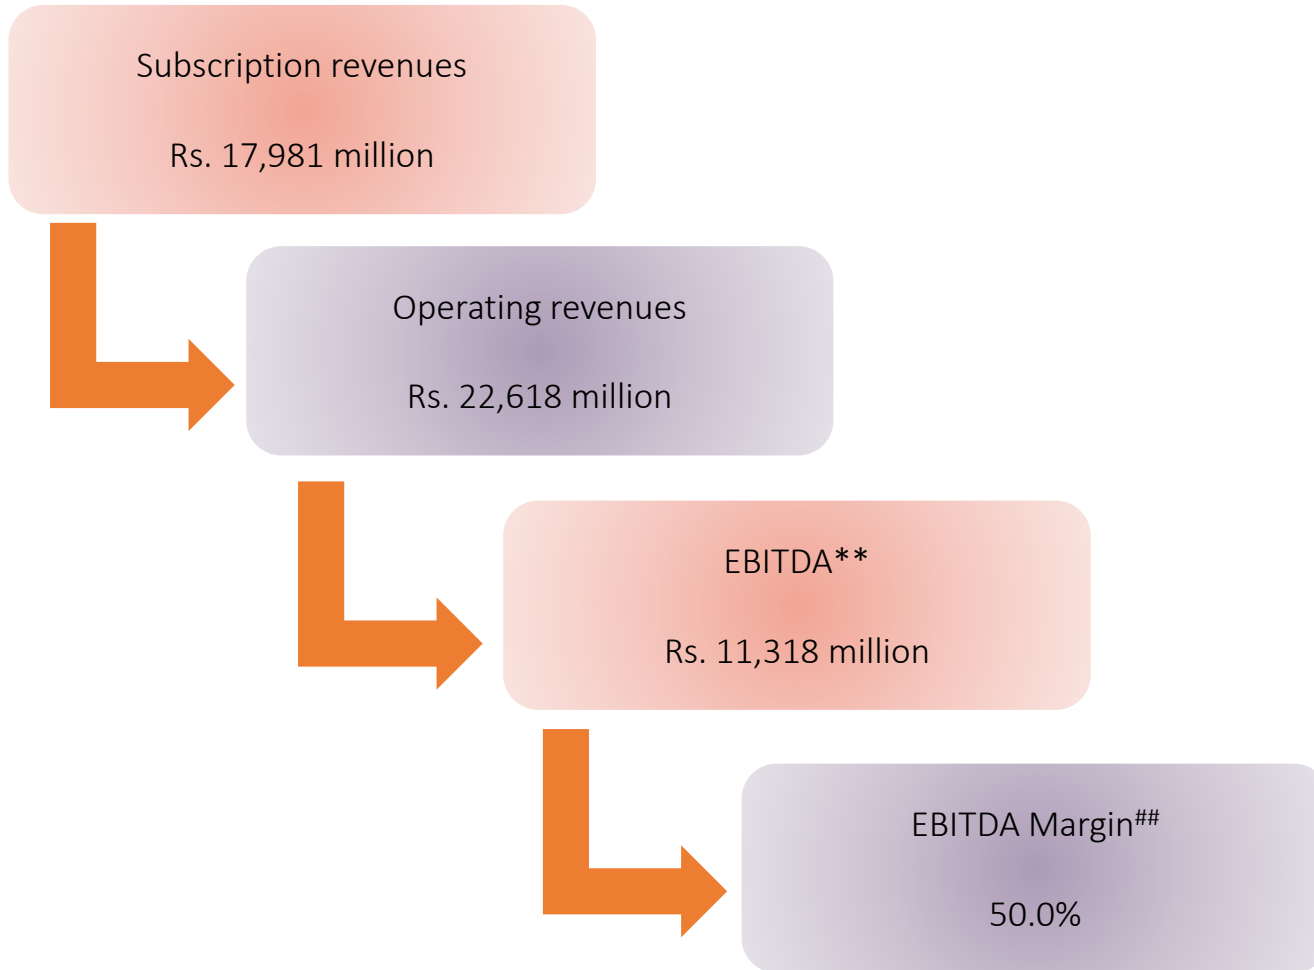 Subscription revenues
Rs. 17,981 million
Operating revenues
Rs. 22,618 million
EBITDA**
Rs. 11,318 million
EBITDA Margin##
50.0%